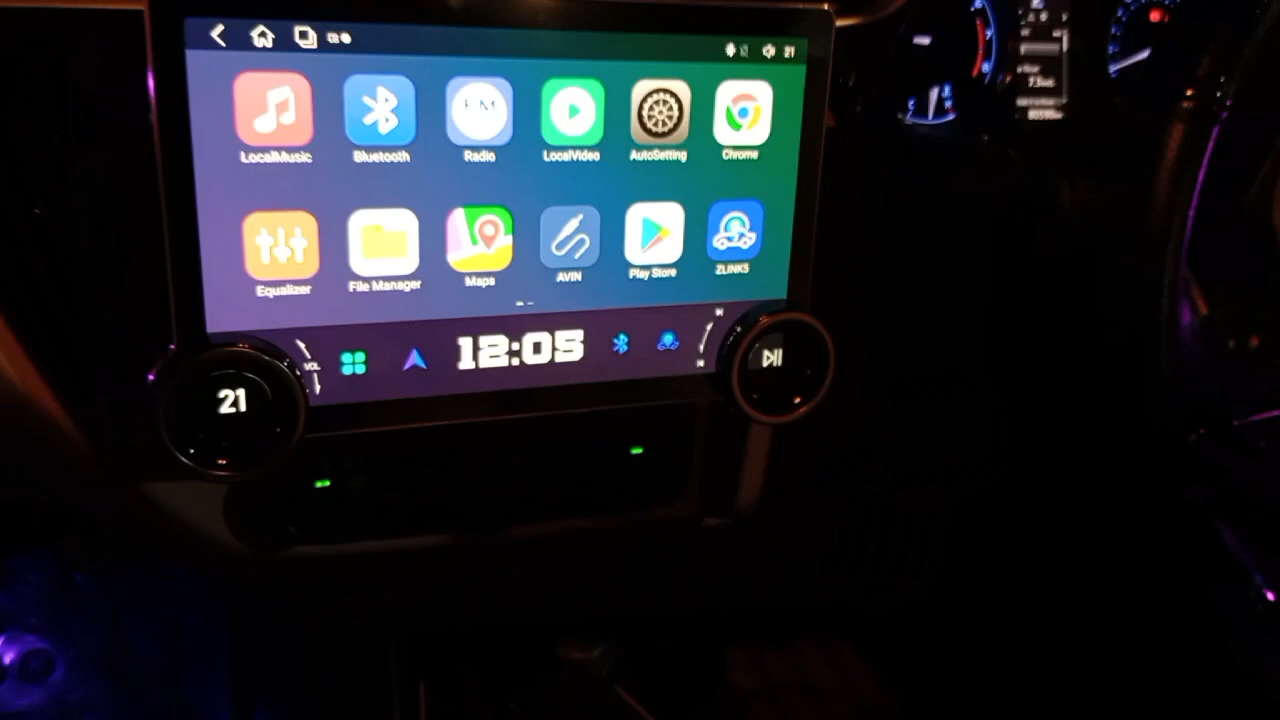 21
LocalMusic Bluetooth FM Radio LocalVideo AutoSetting Chrome
Equalizer File Manager Maps AVIN Play Store ZLINK5
VOL
12:05
21